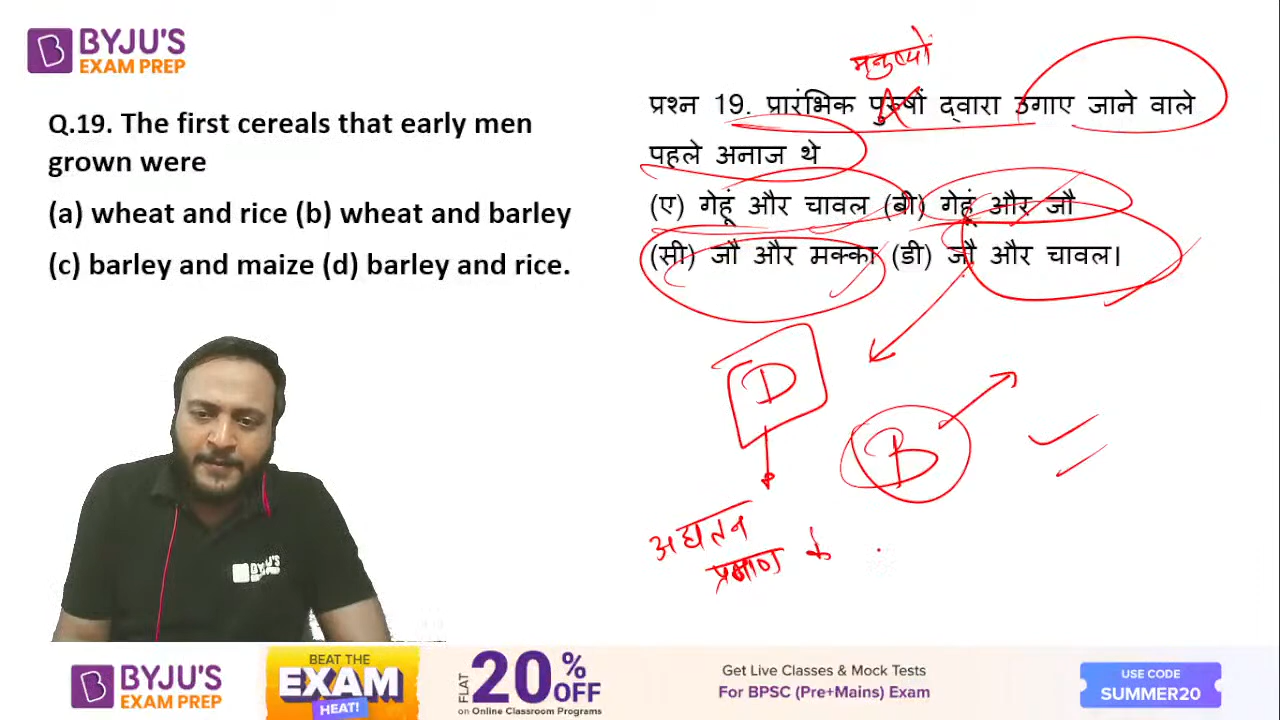 BYJU'S
EXAM PREP
Q.19. The first cereals that early men
grown were
(a) wheat and rice (b) wheat and barley
(c) barley and maize (d) barley and rice.
मनुष्यों
प्रश्न 19. प्रारंभिक पुरुषों द्वारा उगाए जाने वाले
पहले अनाज थे
(ए) गेहूं और चावल (बी) गेहूं और जौ
(सी) जौ और मक्का (डी) जौ और चावल।
D
B
अद्यतन
प्रमाण के
BYJU'S
BYJU'S
EXAM PREP
BEAT THE
EXAM
HEAT!
FLAT
20% OFF
on Online Classroom Programs
Get Live Classes & Mock Tests
For BPSC (Pre+Mains) Exam
USE CODE
SUMMER20